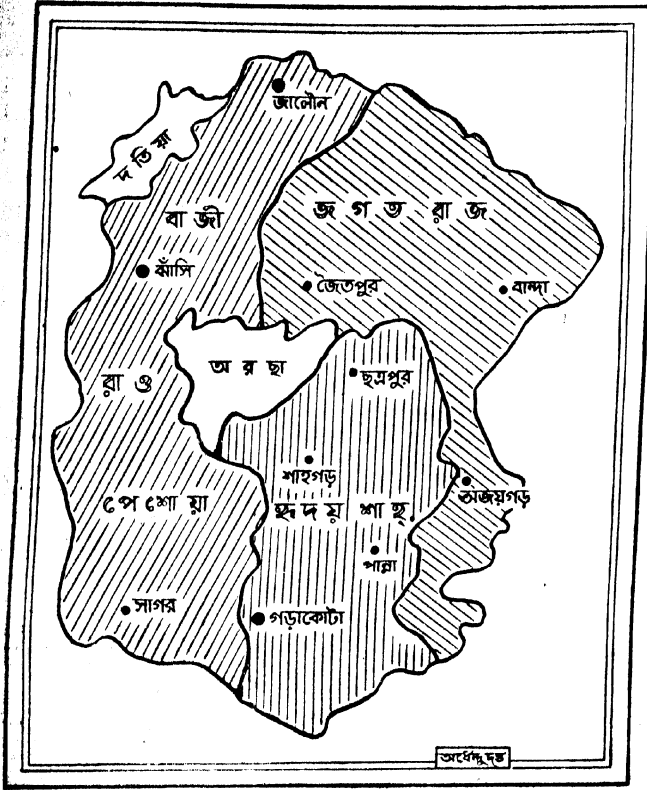 জালৌন
দতিয়া
বাজী
জগত রাজ
ঝাঁসি
জৈতপুর
বান্দা
অরছা
রাও
ছত্রপুর
শাহগড়
অজয়গড়
পেশোয়া
হৃদয় শাহ্
পান্না
সাগর
গড়াকোটা
অর্ধেন্দু দত্ত